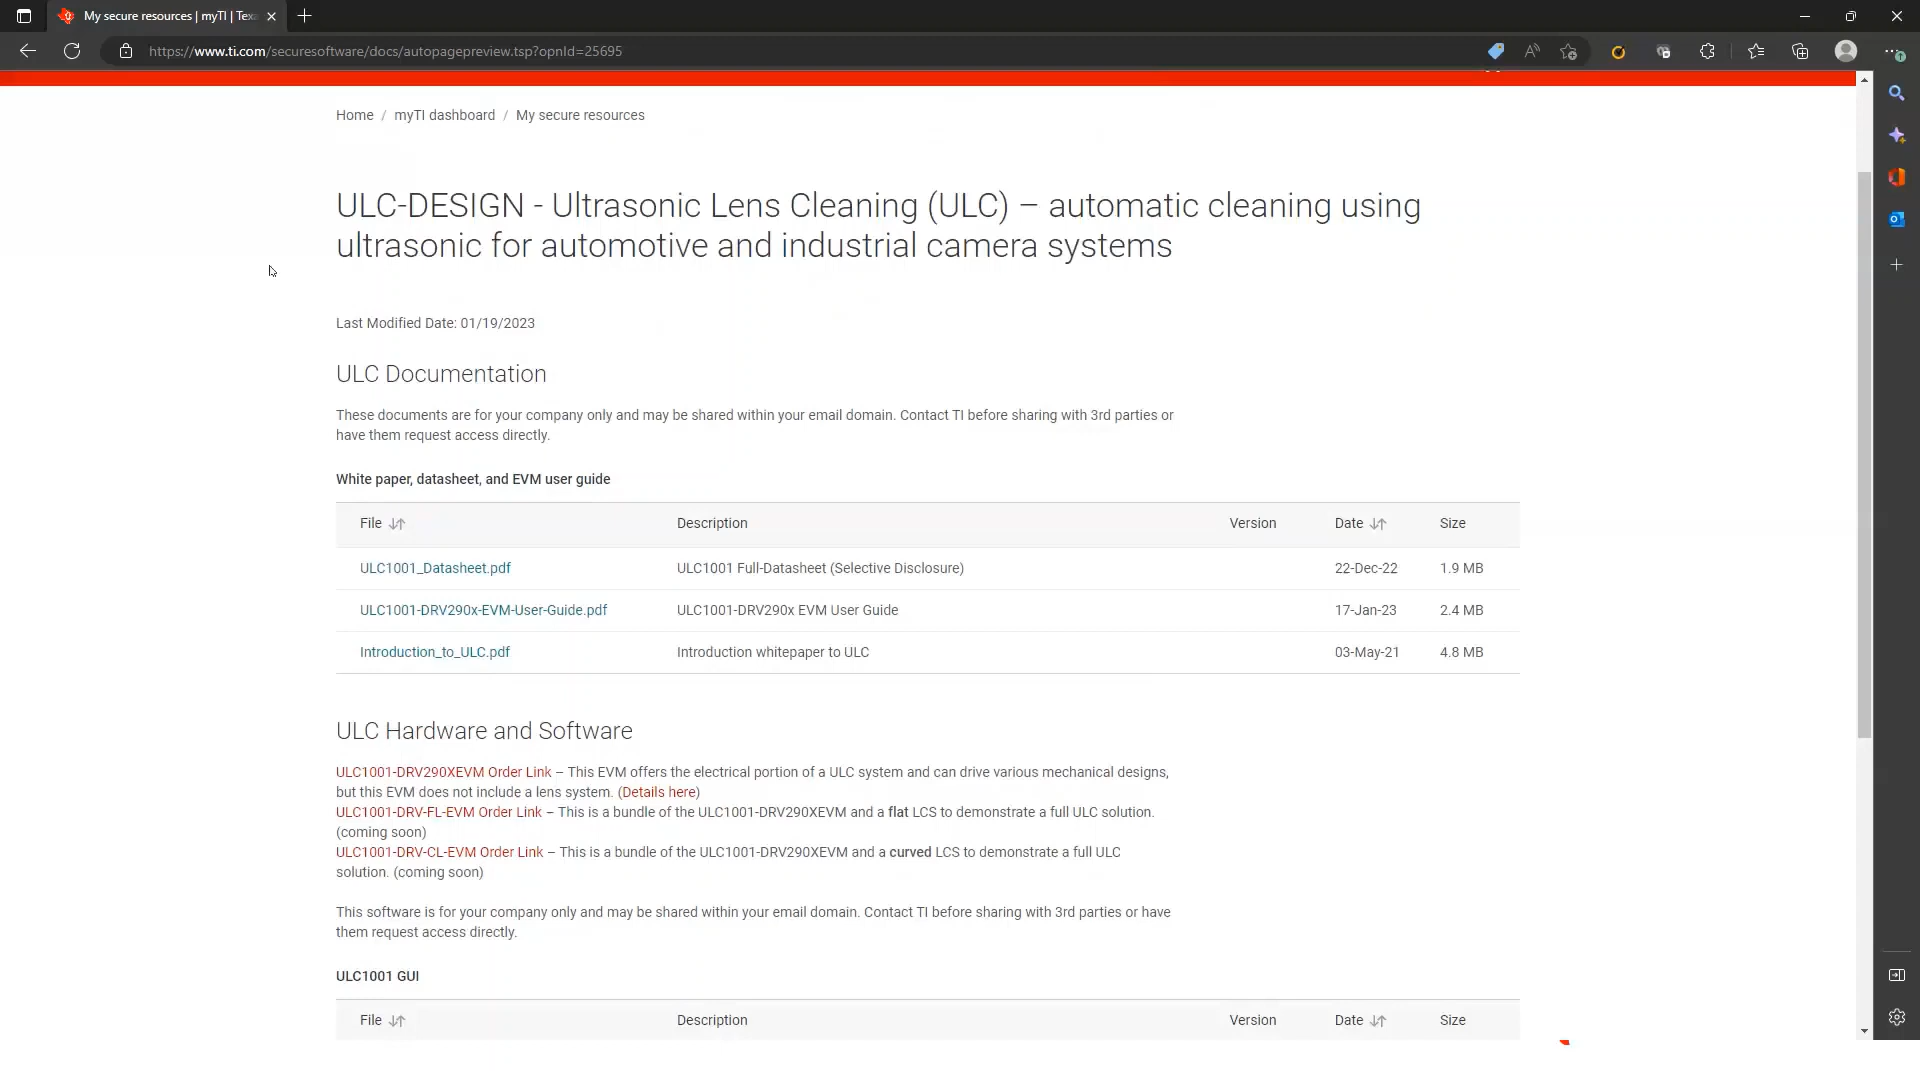 My secure resources | myTI | Texa
https://www.ti.com/securesoftware/docs/autopagepreview.tsp?opnId=25695
Home / myTI dashboard / My secure resources
ULC-DESIGN - Ultrasonic Lens Cleaning (ULC) – automatic cleaning using
ultrasonic for automotive and industrial camera systems
Last Modified Date: 01/19/2023
ULC Documentation
These documents are for your company only and may be shared within your email domain. Contact TI before sharing with 3rd parties or
have them request access directly.
White paper, datasheet, and EVM user guide
File Description Version Date Size
ULC1001_Datasheet.pdf ULC1001 Full-Datasheet (Selective Disclosure) 22-Dec-22 1.9 MB
ULC1001-DRV290x-EVM-User-Guide.pdf ULC1001-DRV290x EVM User Guide 17-Jan-23 2.4 MB
Introduction_to_ULC.pdf Introduction whitepaper to ULC 03-May-21 4.8 MB
ULC Hardware and Software
ULC1001-DRV290XEVM Order Link – This EVM offers the electrical portion of a ULC system and can drive various mechanical designs,
but this EVM does not include a lens system. (Details here)
ULC1001-DRV-FL-EVM Order Link – This is a bundle of the ULC1001-DRV290XEVM and a flat LCS to demonstrate a full ULC solution.
(coming soon)
ULC1001-DRV-CL-EVM Order Link – This is a bundle of the ULC1001-DRV290XEVM and a curved LCS to demonstrate a full ULC
solution. (coming soon)
This software is for your company only and may be shared within your email domain. Contact TI before sharing with 3rd parties or have
them request access directly.
ULC1001 GUI
File Description Version Date Size